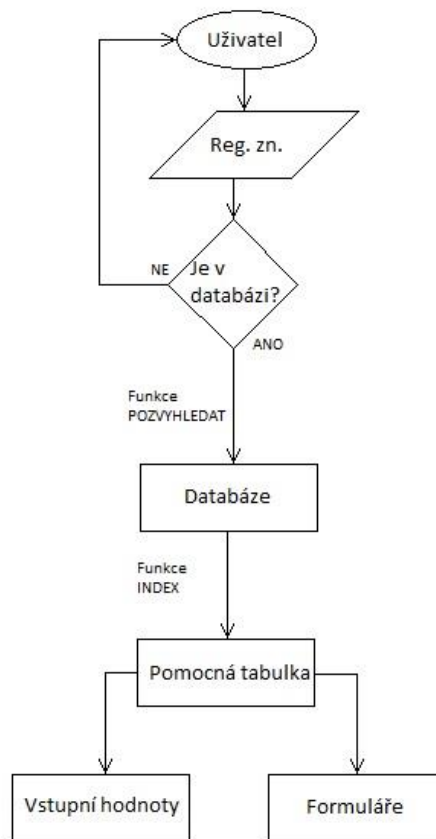 Uživatel
Reg. zn.
NE
Je v
databázi?
ANO
Funkce
POZVYHLEDAT
Databáze
Funkce
INDEX
Pomocná tabulka
Vstupní hodnoty
Formuláře